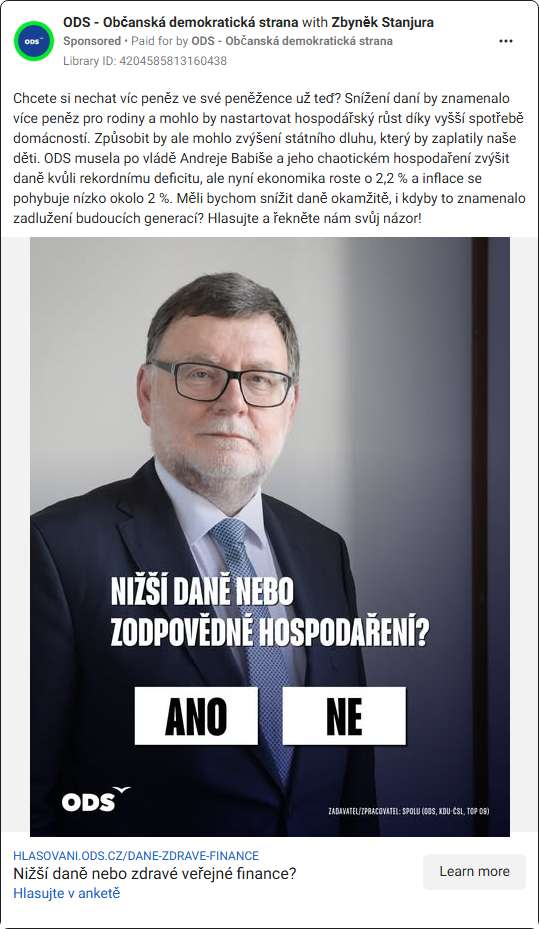 ODS - Občanská demokratická strana with Zbyněk Stanjura
Sponsored • Paid for by ODS - Občanská demokratická strana
Library ID: 4204585813160438
Chcete si nechat víc peněz ve své peněžence už teď? Snížení daní by znamenalo
více peněz pro rodiny a mohlo by nastartovat hospodářský růst díky vyšší spotřebě
domácností. Způsobit by ale mohlo zvýšení státního dluhu, který by zaplatily naše
děti. ODS musela po vládě Andreje Babiše a jeho chaotickém hospodaření zvýšit
daně kvůli rekordnímu deficitu, ale nyní ekonomika roste o 2,2 % a inflace se
pohybuje nízko okolo 2 %. Měli bychom snížit daně okamžitě, i kdyby to znamenalo
zadlužení budoucích generací? Hlasujte a řekněte nám svůj názor!
NIŽŠÍ DANĚ NEBO
ZODPOVĚDNÉ HOSPODAŘENÍ?
ANO NE
ODS
ZADAVATEL/ZPRACOVATEL: SPOLU (ODS, KDU-ČSL, TOP 09)
HLASOVANI.ODS.CZ/DANE-ZDRAVE-FINANCE
Nižší daně nebo zdravé veřejné finance?
Hlasujte v anketě
Learn more